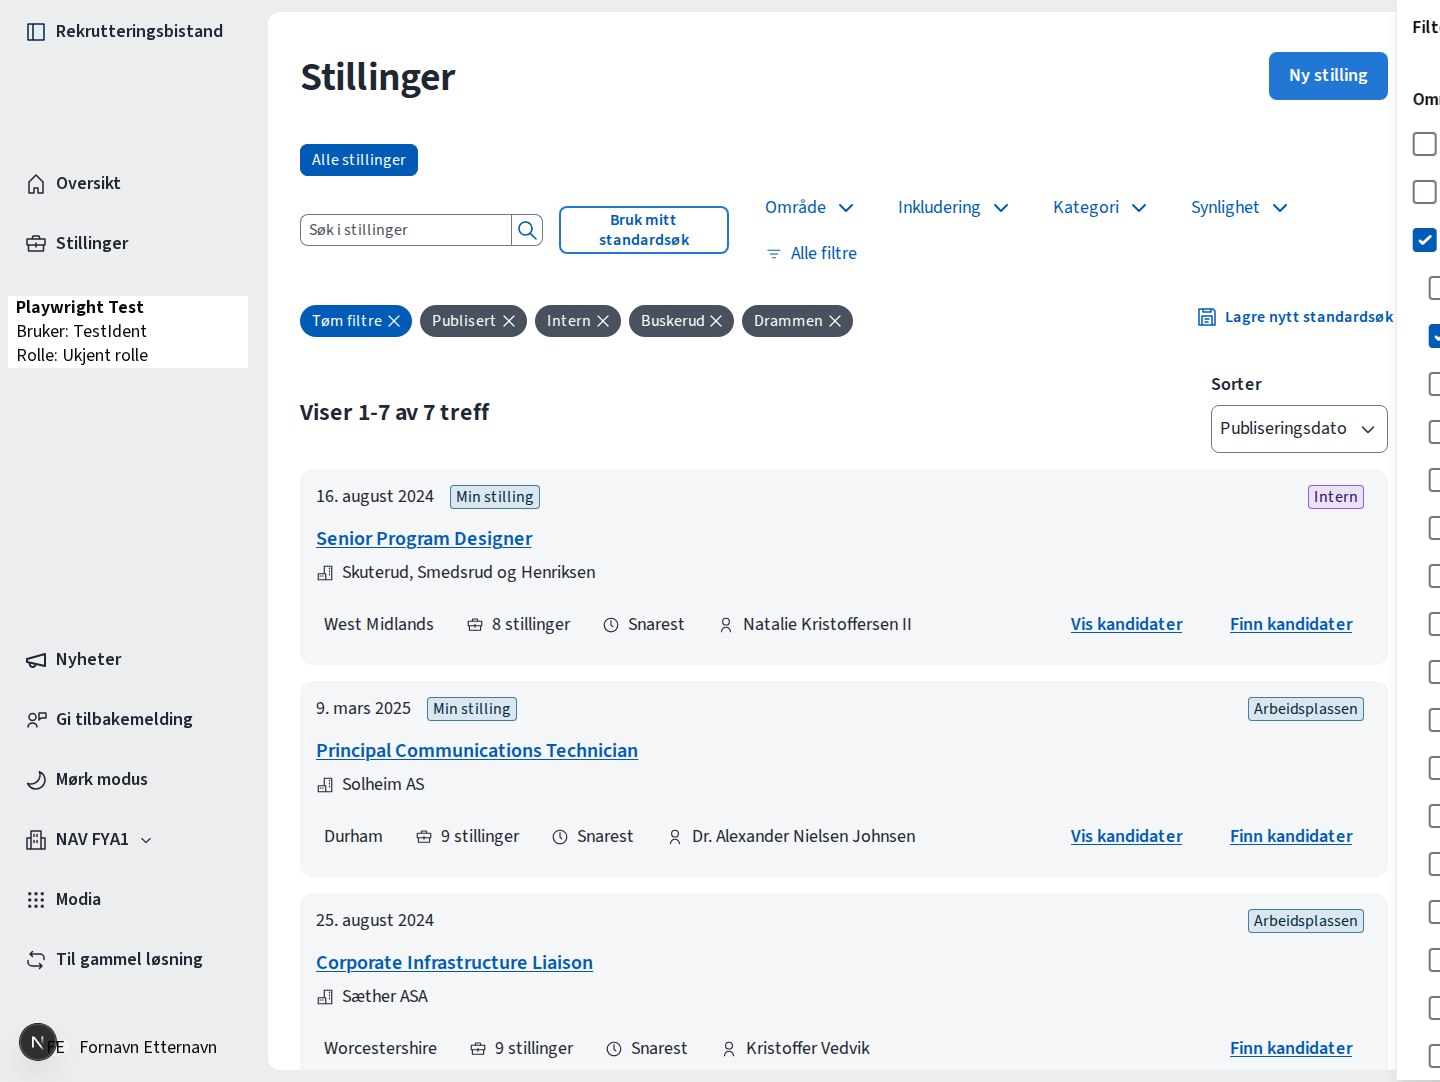 Rekrutteringsbistand
Oversikt
Stillinger
Playwright Test
Bruker: TestIdent
Rolle: Ukjent rolle
Nyheter
Gi tilbakemelding
Mørk modus
NAV FYA1
Modia
Til gammel løsning
N
FE Fornavn Etternavn
Stillinger
Ny stilling
Alle stillinger
Søk i stillinger
Bruk mitt
standardsøk
Område
Inkludering
Kategori
Synlighet
Alle filtre
Tøm filtre
Publisert
Intern
Buskerud
Drammen
Lagre nytt standardsøk
Viser 1-7 av 7 treff
Sorter
Publiseringsdato
16. august 2024 Min stilling Intern
Senior Program Designer
Skuterud, Smedsrud og Henriksen
West Midlands 8 stillinger Snarest Natalie Kristoffersen II Vis kandidater Finn kandidater
9. mars 2025 Min stilling Arbeidsplassen
Principal Communications Technician
Solheim AS
Durham 9 stillinger Snarest Dr. Alexander Nielsen Johnsen Vis kandidater Finn kandidater
25. august 2024 Arbeidsplassen
Corporate Infrastructure Liaison
Sæther ASA
Worcestershire 9 stillinger Snarest Kristoffer Vedvik Finn kandidater